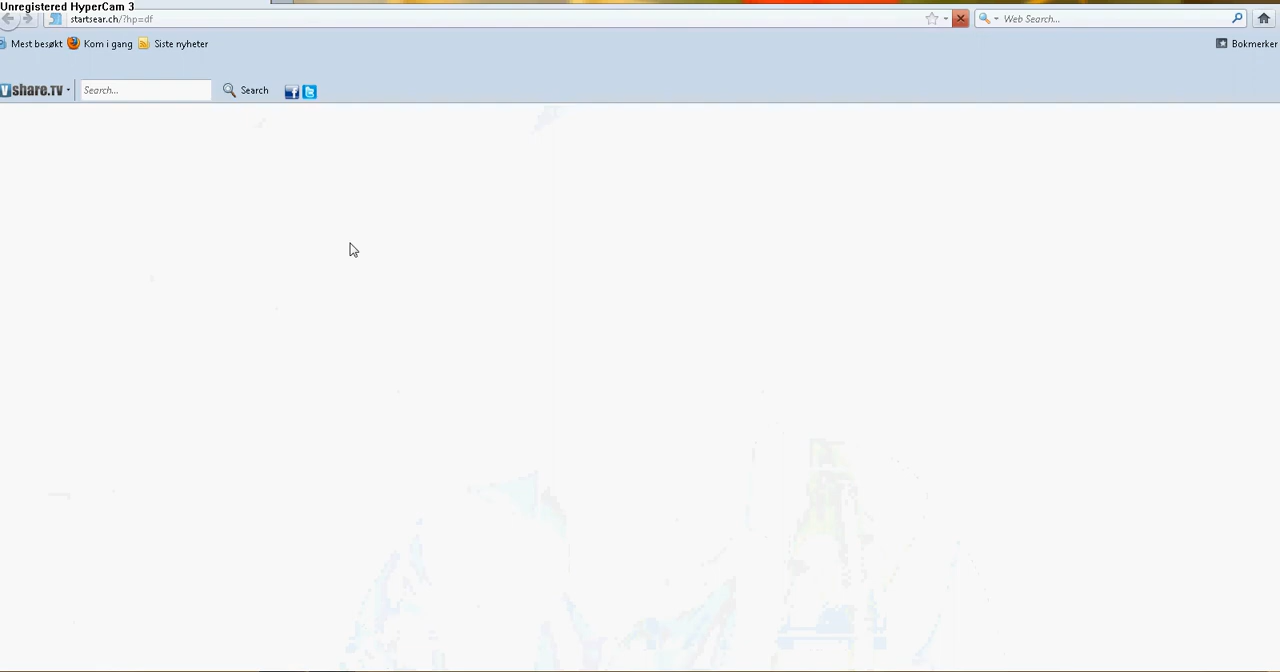 Unregistered HyperCam 3
startsear.ch/?hp=df
Web Search...
Mest besøkt Kom i gang Siste nyheter
Bokmerker
vshare.TV Search... Search f t